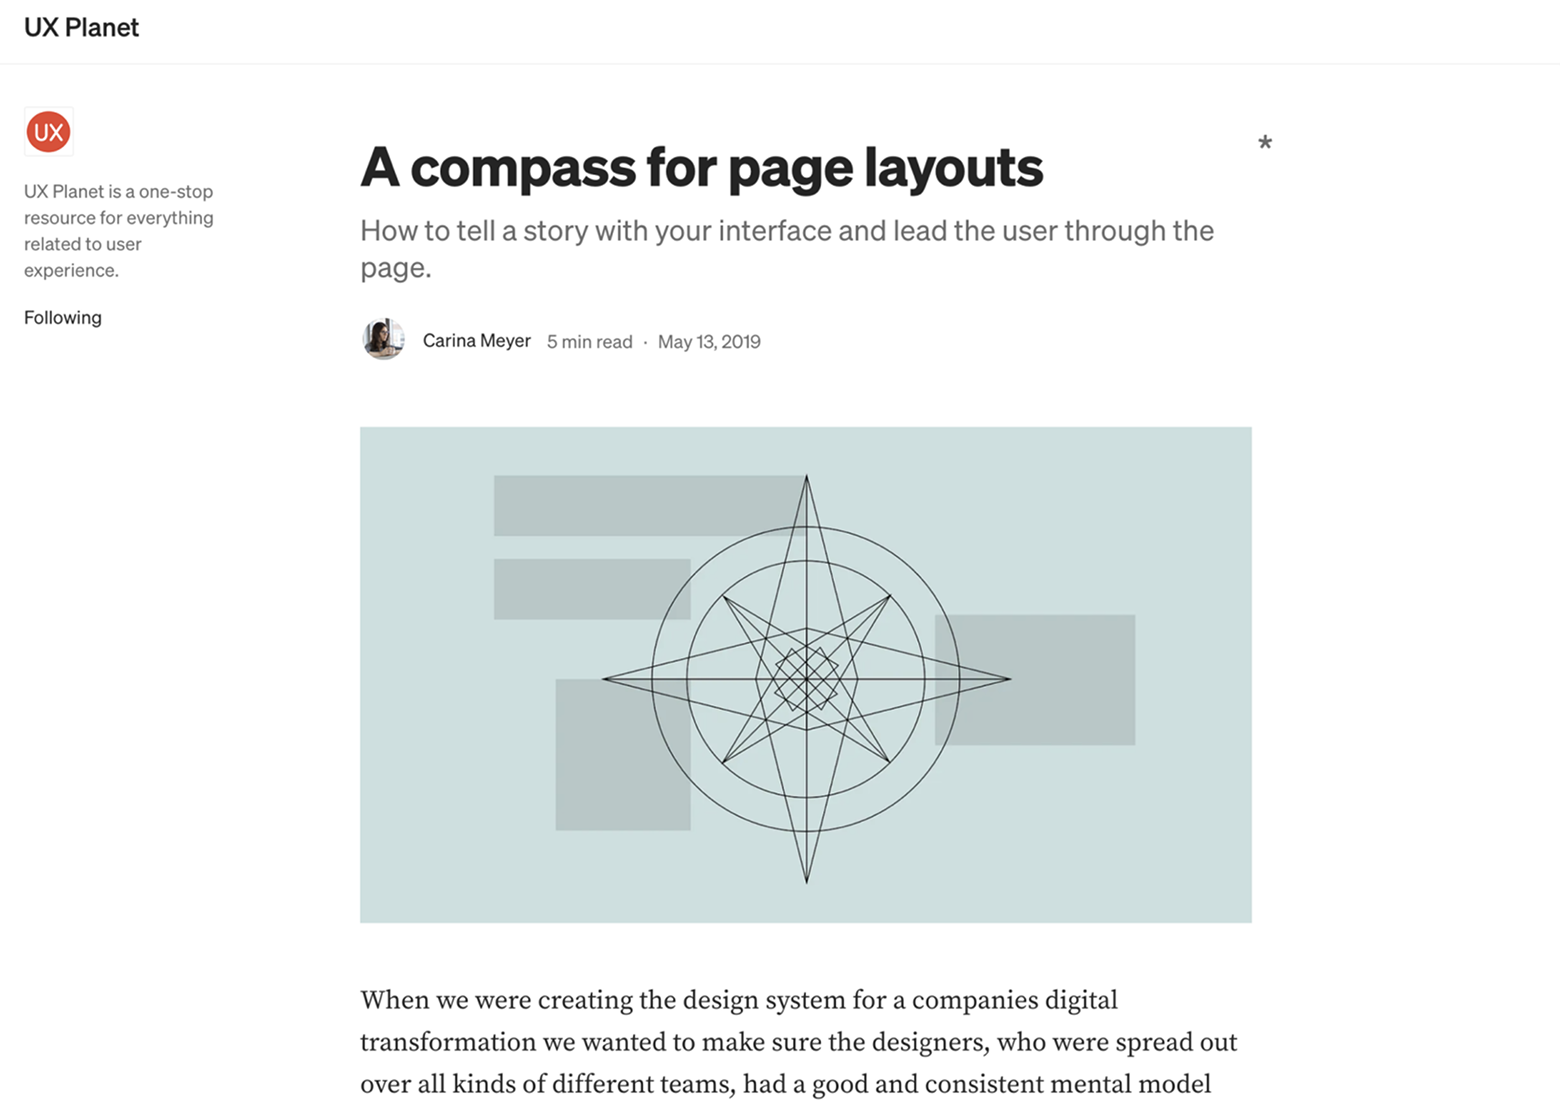 UX Planet
UX
UX Planet is a one-stop
resource for everything
related to user
experience.
Following
A compass for page layouts
*
How to tell a story with your interface and lead the user through the
page.
Carina Meyer 5 min read · May 13, 2019
When we were creating the design system for a companies digital
transformation we wanted to make sure the designers, who were spread out
over all kinds of different teams, had a good and consistent mental model